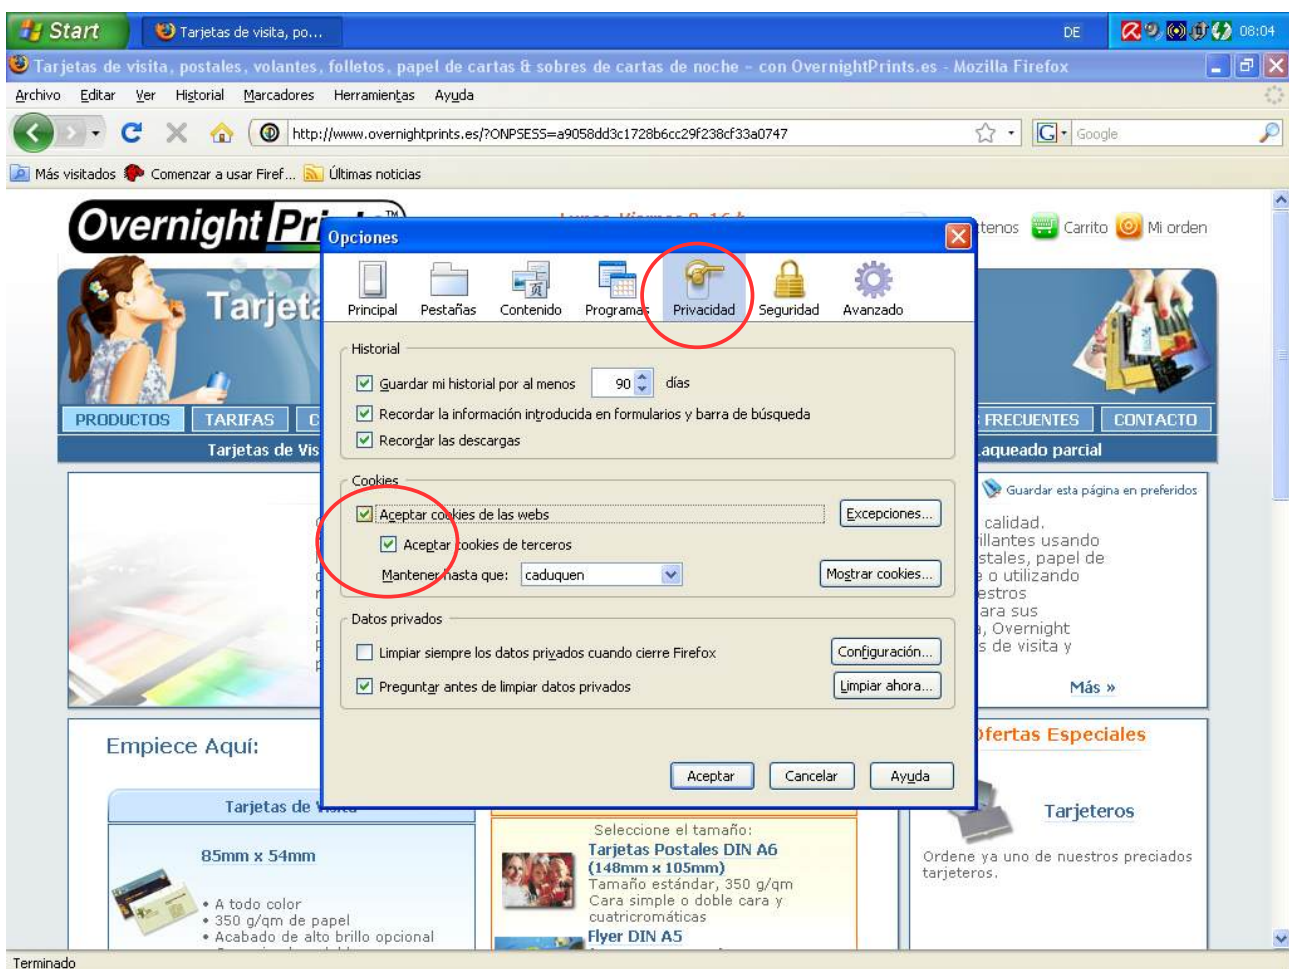 Start
Tarjetas de visita, po...
DE
08:04
Tarjetas de visita, postales, volantes, folletos, papel de cartas & sobres de cartas de noche - con OvernightPrints.es - Mozilla Firefox
Archivo Editar Ver Historial Marcadores Herramientas Ayuda
http://www.overnightprints.es/?ONPSESS=a9058dd3c1728b6cc29f238cf33a0747
G
Google
Más visitados Comenzar a usar Firef... Últimas noticias
Overnight Pri
TM
tenos Carrito Mi orden
Tarjeta
PRODUCTOS TARIFAS C
FRECUENTES CONTACTO
Tarjetas de Vis
aqueado parcial
Opciones
Principal Pestañas Contenido Programas Privacidad Seguridad Avanzado
Historial
Guardar mi historial por al menos 90 días
Recordar la información introducida en formularios y barra de búsqueda
Recordar las descargas
Cookies
Aceptar cookies de las webs Excepciones...
Aceptar cookies de terceros
Mantener hasta que: caduquen Mostrar cookies...
Datos privados
Limpiar siempre los datos privados cuando cierre Firefox Configuración...
Preguntar antes de limpiar datos privados Limpiar ahora...
Aceptar Cancelar Ayuda
Guardar esta página en preferidos
calidad.
illantes usando
stales, papel de
o utilizando
estros
ara sus
, Overnight
s de visita y
Más »
Empiece Aquí:
Tarjetas de
85mm x 54mm
• A todo color
• 350 g/qm de papel
• Acabado de alto brillo opcional
Seleccione el tamaño:
Tarjetas Postales DIN A6
(148mm x 105mm)
Tamaño estándar, 350 g/qm
Cara simple o doble cara y
cuatricromáticas
Flyer DIN A5
fertas Especiales
Tarjeteros
Ordene ya uno de nuestros preciados
tarjeteros.
Terminado